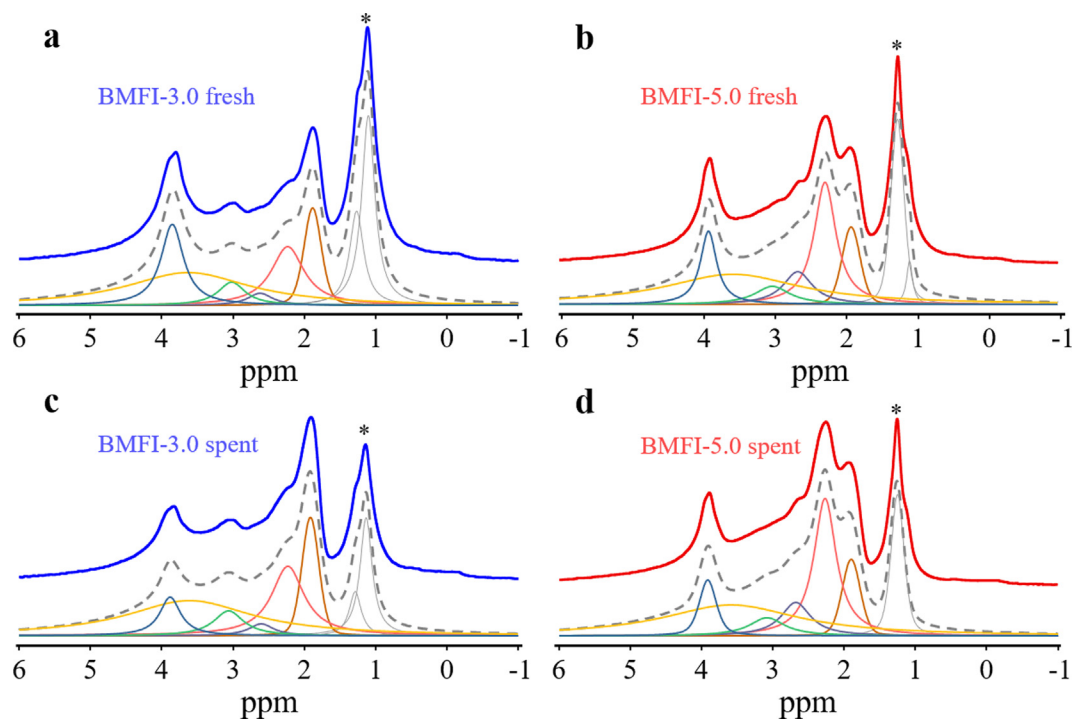 a
*
BMFI-3.0 fresh
6 5 4 3 2 1 0 -1
ppm
b
*
BMFI-5.0 fresh
6 5 4 3 2 1 0 -1
ppm
c
*
BMFI-3.0 spent
6 5 4 3 2 1 0 -1
ppm
d
*
BMFI-5.0 spent
6 5 4 3 2 1 0 -1
ppm